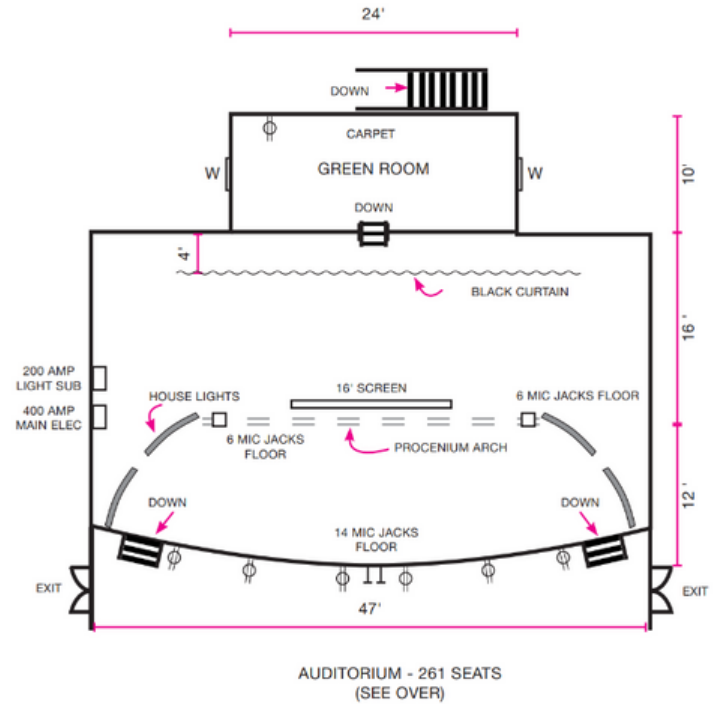 24'
DOWN
CARPET
W
GREEN ROOM
W
10'
DOWN
4'
BLACK CURTAIN
16'
200 AMP
LIGHT SUB
HOUSE LIGHTS
16' SCREEN
6 MIC JACKS FLOOR
400 AMP
MAIN ELEC
6 MIC JACKS
FLOOR
PROCENIUM ARCH
12'
DOWN
DOWN
14 MIC JACKS
FLOOR
EXIT
EXIT
47'
AUDITORIUM - 261 SEATS
(SEE OVER)